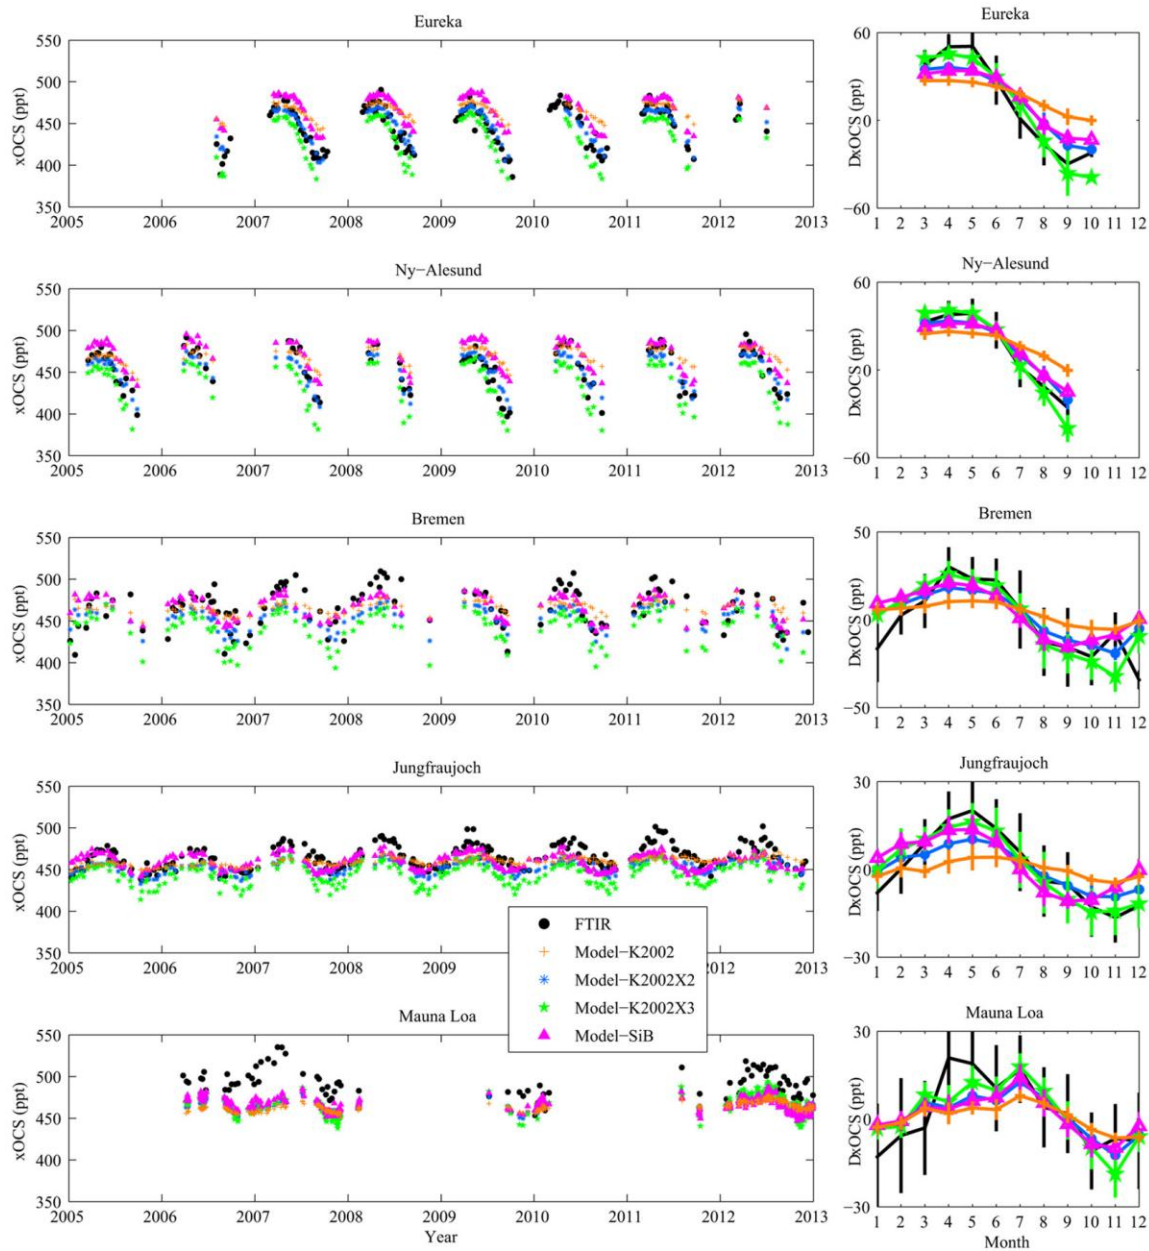 Eureka
550
500
450
400
350
xOCS (ppt)
2005 2006 2007 2008 2009 2010 2011 2012 2013
Eureka
60
0
−60
DxOCS (ppt)
1 2 3 4 5 6 7 8 9 10 11 12
Ny−Alesund
550
500
450
400
350
xOCS (ppt)
2005 2006 2007 2008 2009 2010 2011 2012 2013
Ny−Alesund
60
0
−60
DxOCS (ppt)
1 2 3 4 5 6 7 8 9 10 11 12
Bremen
550
500
450
400
350
xOCS (ppt)
2005 2006 2007 2008 2009 2010 2011 2012 2013
Bremen
50
0
−50
DxOCS (ppt)
1 2 3 4 5 6 7 8 9 10 11 12
Jungfraujoch
550
500
450
400
350
xOCS (ppt)
2005 2006 2007 2008 2009 2012 2013
Jungfraujoch
30
0
−30
DxOCS (ppt)
1 2 3 4 5 6 7 8 9 10 11 12
FTIR
Model−K2002
Model−K2002X2
Model−K2002X3
Model−SiB
Mauna Loa
550
500
450
400
350
xOCS (ppt)
2005 2006 2007 2008 2009 2010 2011 2012 2013
Year
Mauna Loa
30
0
−30
DxOCS (ppt)
1 2 3 4 5 6 7 8 9 10 11 12
Month